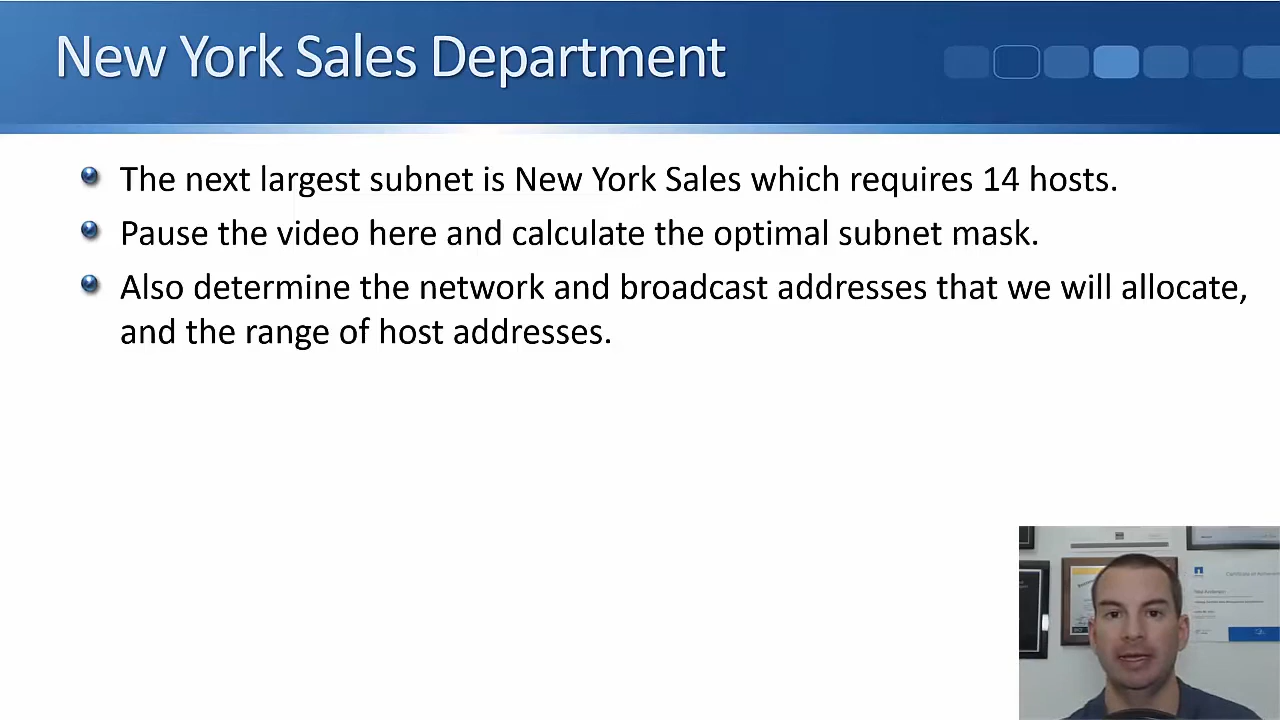 New York Sales Department
The next largest subnet is New York Sales which requires 14 hosts.
Pause the video here and calculate the optimal subnet mask.
Also determine the network and broadcast addresses that we will allocate,
and the range of host addresses.